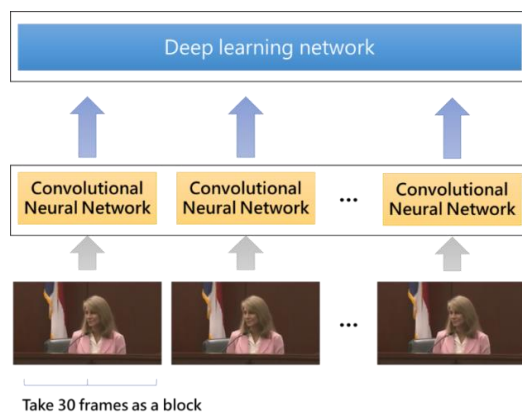 Deep learning network
Convolutional Neural Network
Convolutional Neural Network
...
Convolutional Neural Network
...
Take 30 frames as a block